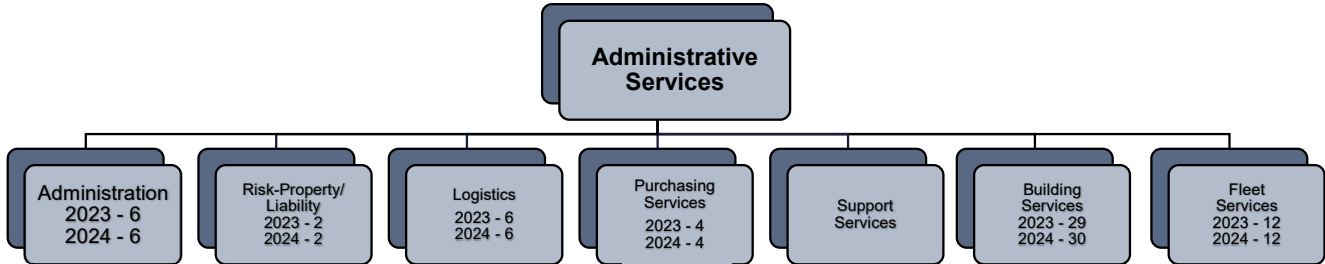 Administrative
Services
Administration
2023 - 6
2024 - 6
Risk-Property/
Liability
2023 - 2
2024 - 2
Logistics
2023 - 6
2024 - 6
Purchasing
Services
2023 - 4
2024 - 4
Support
Services
Building
Services
2023 - 29
2024 - 30
Fleet
Services
2023 - 12
2024 - 12